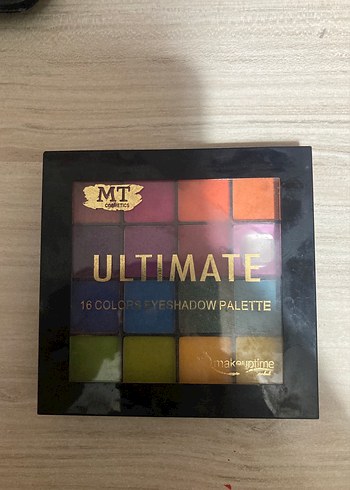 MT
COSMETICS
ULTIMATE
16 COLORS EYESHADOW PALETTE
makeuptime